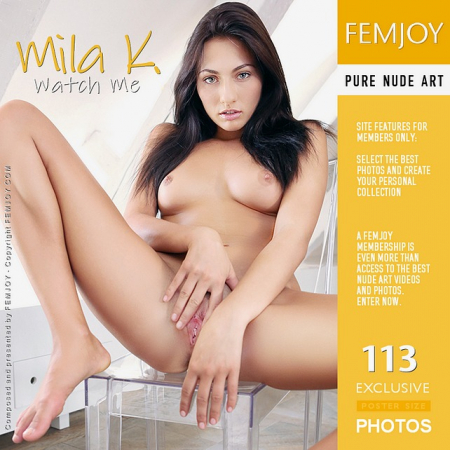 Mila K.
Watch Me
FEMJOY
PURE NUDE ART
SITE FEATURES FOR
MEMBERS ONLY:
SELECT THE BEST
PHOTOS AND CREATE
YOUR PERSONAL
COLLECTION
A FEMJOY
MEMBERSHIP IS
EVEN MORE THAN
ACCESS TO THE BEST
NUDE ART VIDEOS
AND PHOTOS.
ENTER NOW.
113
EXCLUSIVE
POSTER SIZE
PHOTOS
Composed and presented by FEMJOY - Copyright FEMJOY.COM